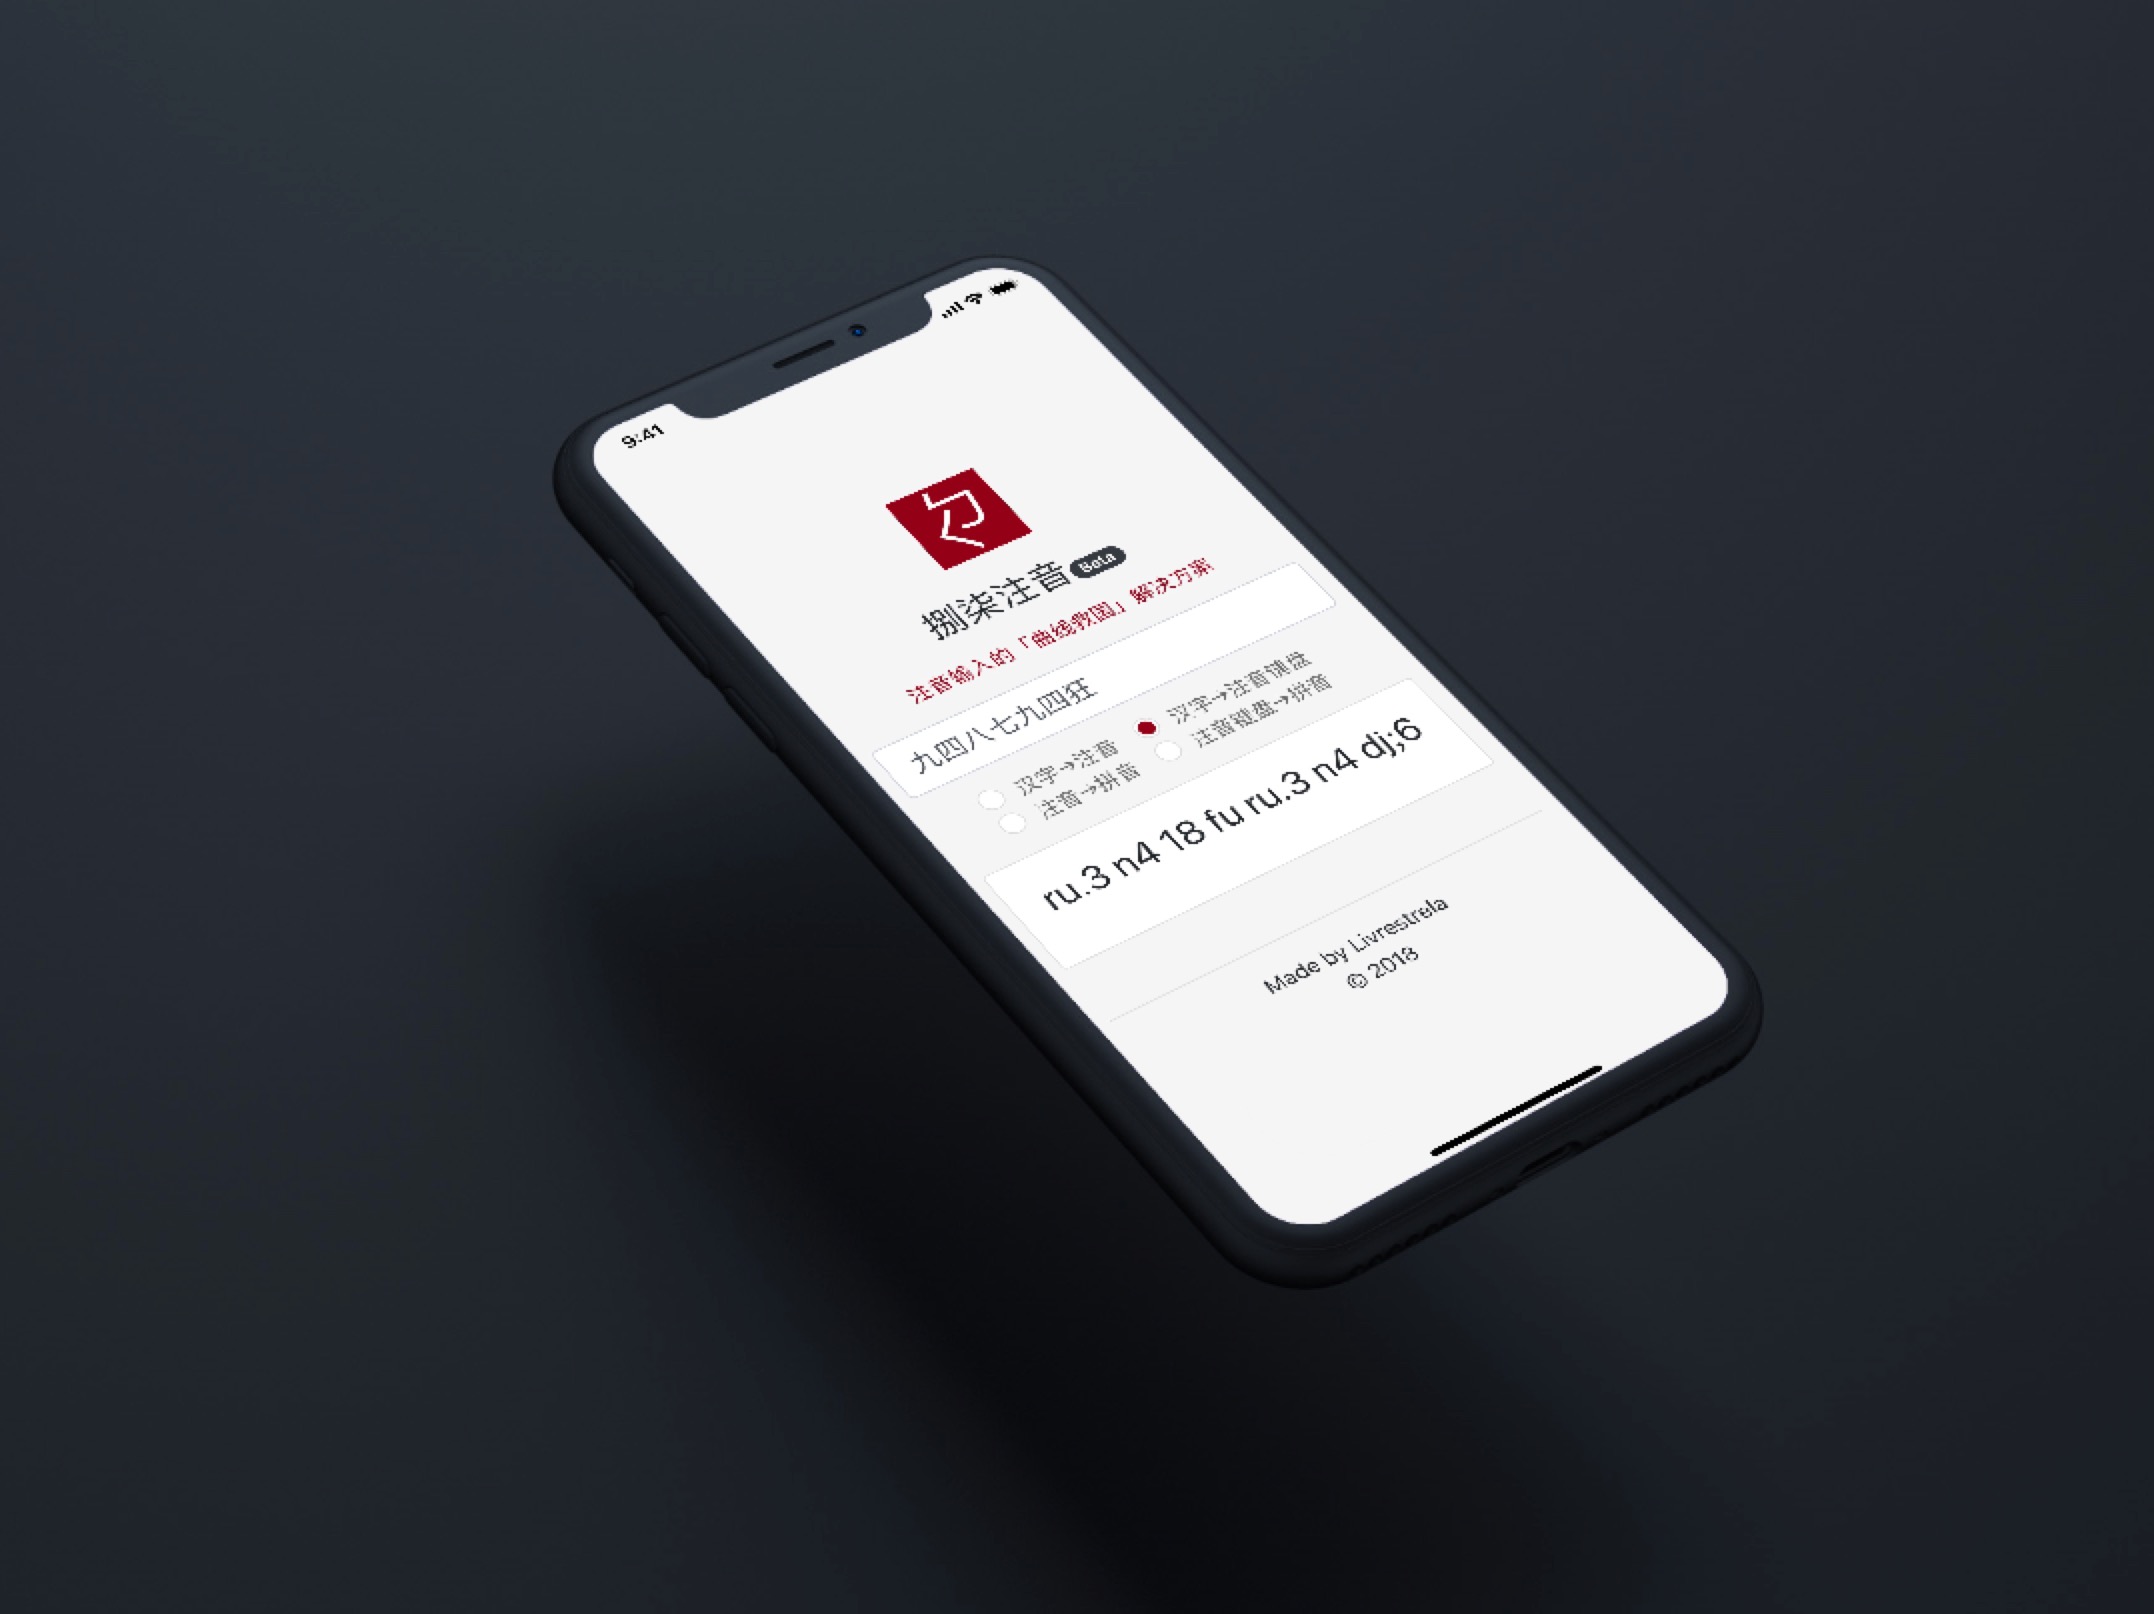 9:41
ㄅ
ㄑ
捌柒注音 Beta
注音输入的「曲线救国」解决方案
九四八七九四狂
汉字→注音 汉字→注音键盘
注音→拼音 注音键盘→拼音
ru.3 n4 18 fu ru.3 n4 dj;6
Made by Livrestrela
© 2018